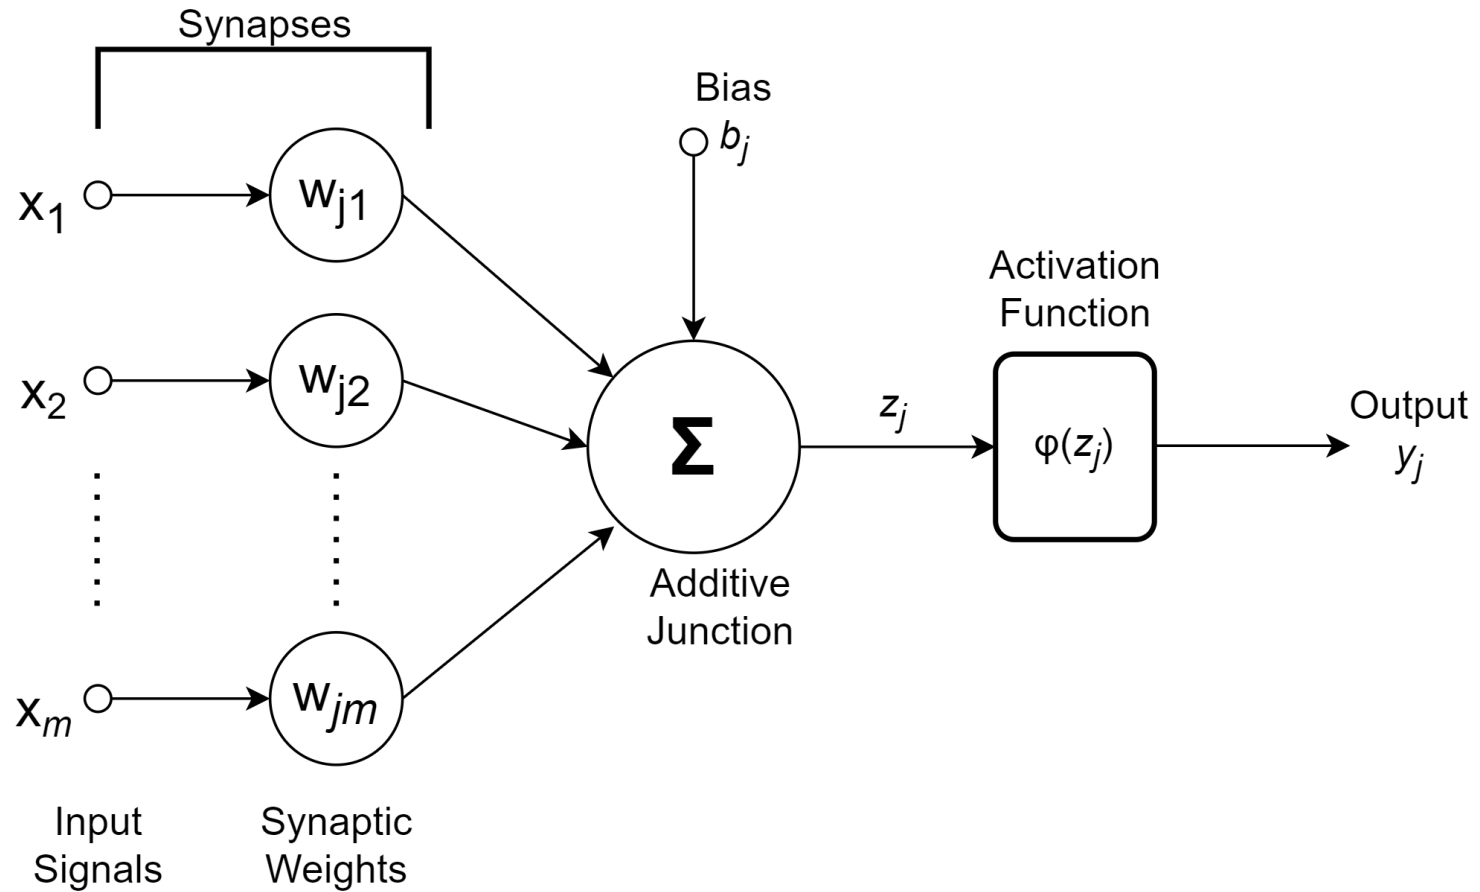 Synapses
Bias
b_j
x_1
w_j1
Activation
Function
x_2
w_j2
Σ
z_j
φ(z_j)
Output
y_j
Additive
Junction
x_m
w_jm
Input
Signals
Synaptic
Weights